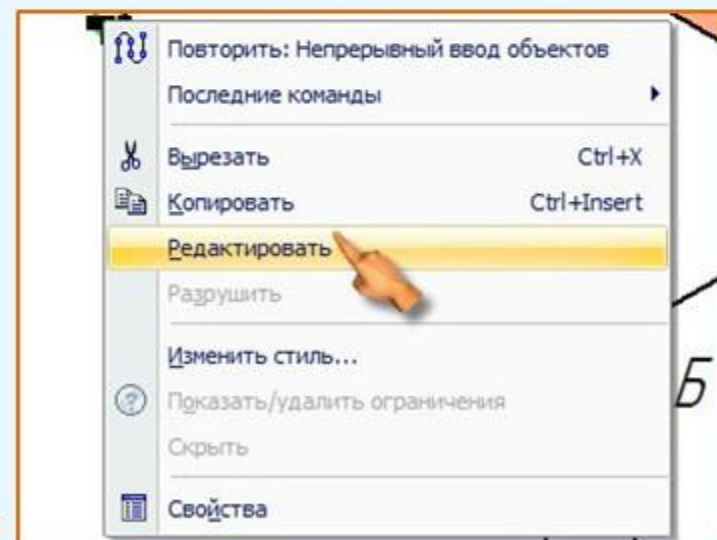 Повторить: Непрерывный ввод объектов
Последние команды
Вырезать Ctrl+X
Копировать Ctrl+Insert
Редактировать
Разрушить
Изменить стиль...
Показать/удалить ограничения
Скрыть
Свойства
Б